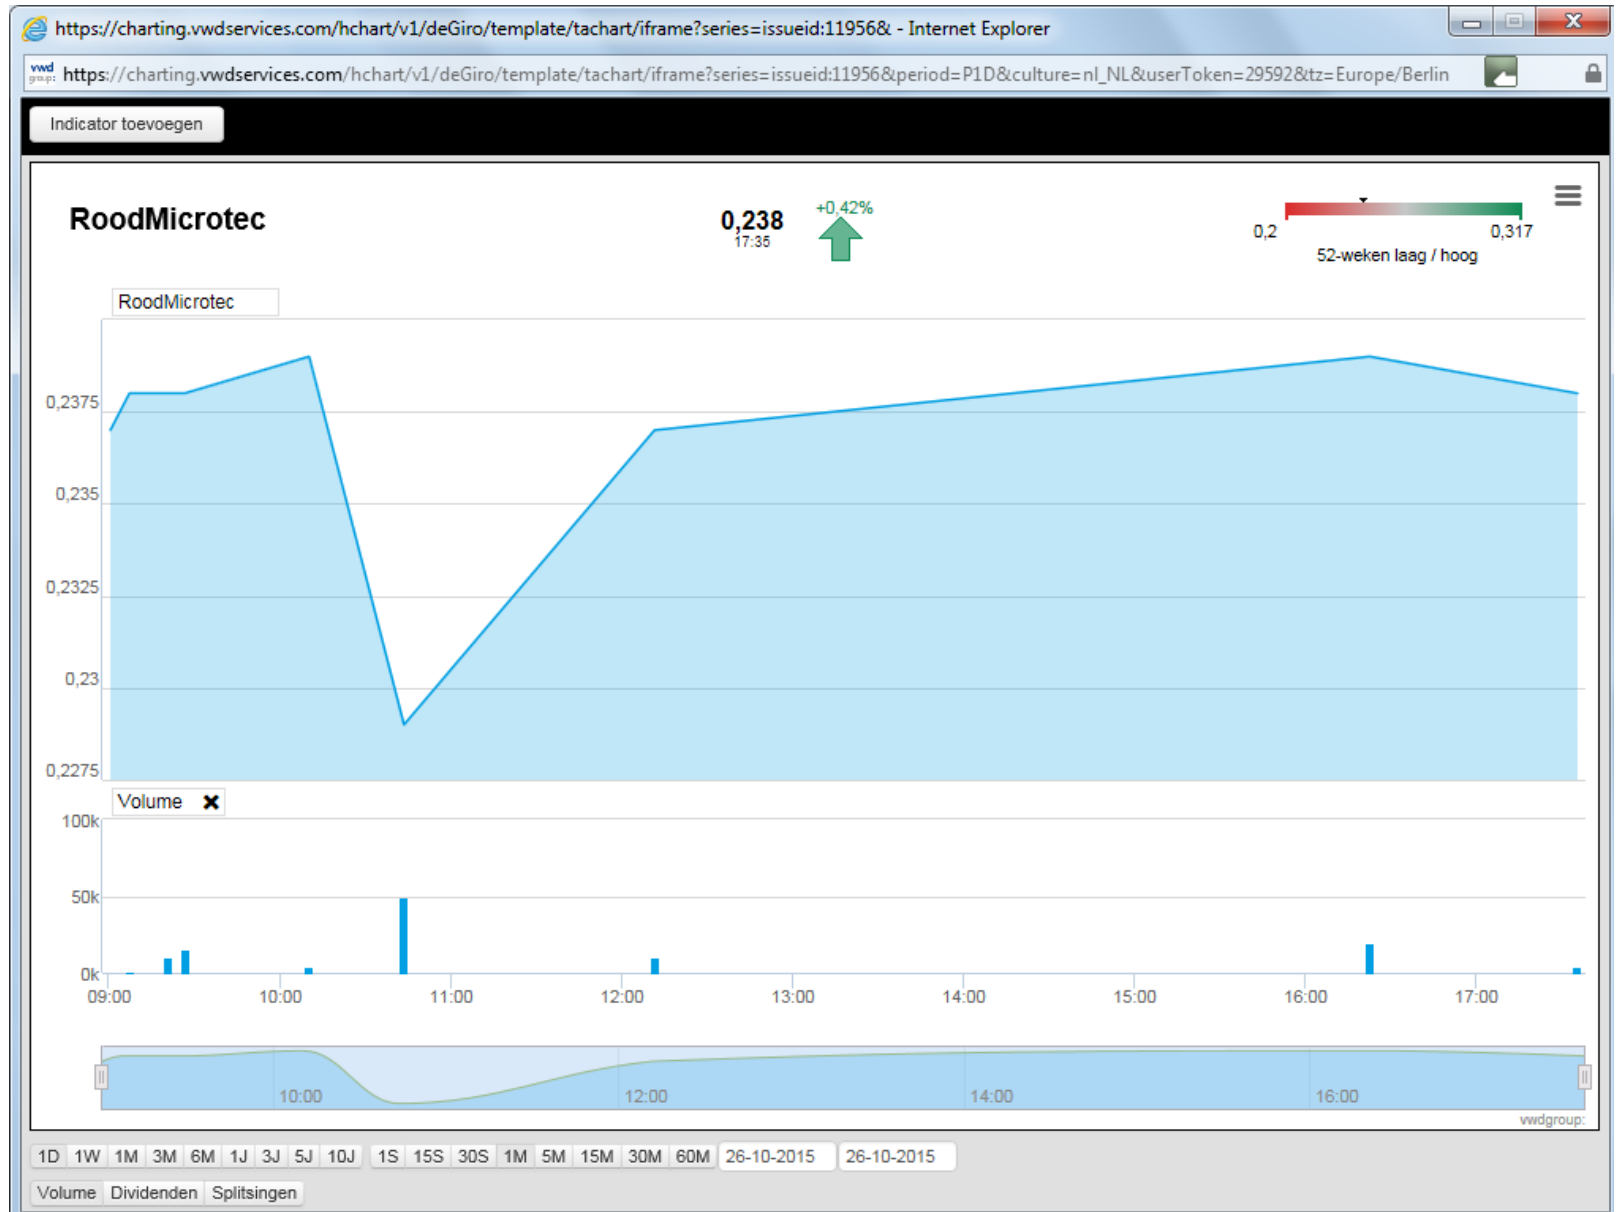 https://charting.vwdservices.com/hchart/v1/deGiro/template/tachart/iframe?series=issueid:11956& - Internet Explorer
vwd group: https://charting.vwdservices.com/hchart/v1/deGiro/template/tachart/iframe?series=issueid:11956&period=P1D&culture=nl_NL&userToken=29592&tz=Europe/Berlin
Indicator toevoegen
RoodMicrotec
0,238
17:35
+0,42%
0,2 0,317
52-weken laag / hoog
RoodMicrotec
0,2375
0,235
0,2325
0,23
0,2275
Volume
100k
50k
0k
09:00 10:00 11:00 12:00 13:00 14:00 15:00 16:00 17:00
10:00 12:00 14:00 16:00
vwdgroup:
1D 1W 1M 3M 6M 1J 3J 5J 10J 1S 15S 30S 1M 5M 15M 30M 60M 26-10-2015 26-10-2015
Volume Dividenden Splitsingen